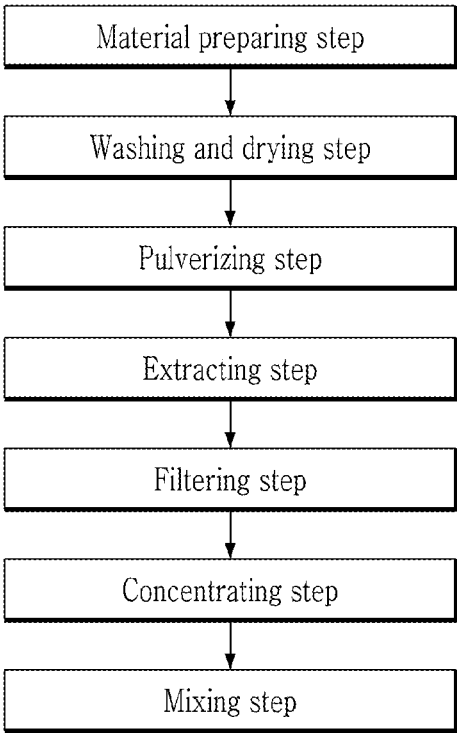 Material preparing step
Washing and drying step
Pulverizing step
Extracting step
Filtering step
Concentrating step
Mixing step